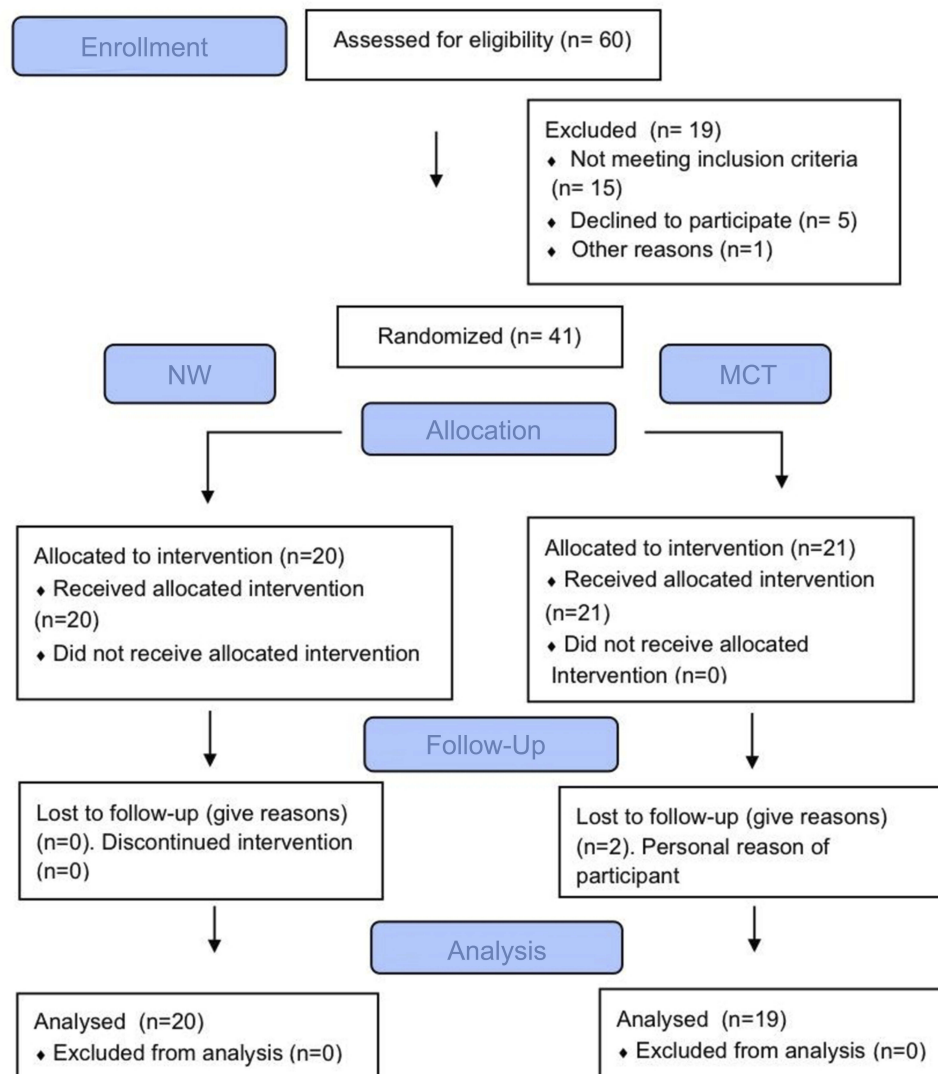 Enrollment
Assessed for eligibility (n= 60)
Excluded (n= 19)
♦ Not meeting inclusion criteria
(n= 15)
♦ Declined to participate (n= 5)
♦ Other reasons (n=1)
Randomized (n= 41)
NW
MCT
Allocation
Allocated to intervention (n=20)
♦ Received allocated intervention
(n=20)
♦ Did not receive allocated intervention
Allocated to intervention (n=21)
♦ Received allocated intervention
(n=21)
♦ Did not receive allocated
Intervention (n=0)
Follow-Up
Lost to follow-up (give reasons)
(n=0). Discontinued intervention
(n=0)
Lost to follow-up (give reasons)
(n=2). Personal reason of
participant
Analysis
Analysed (n=20)
♦ Excluded from analysis (n=0)
Analysed (n=19)
♦ Excluded from analysis (n=0)